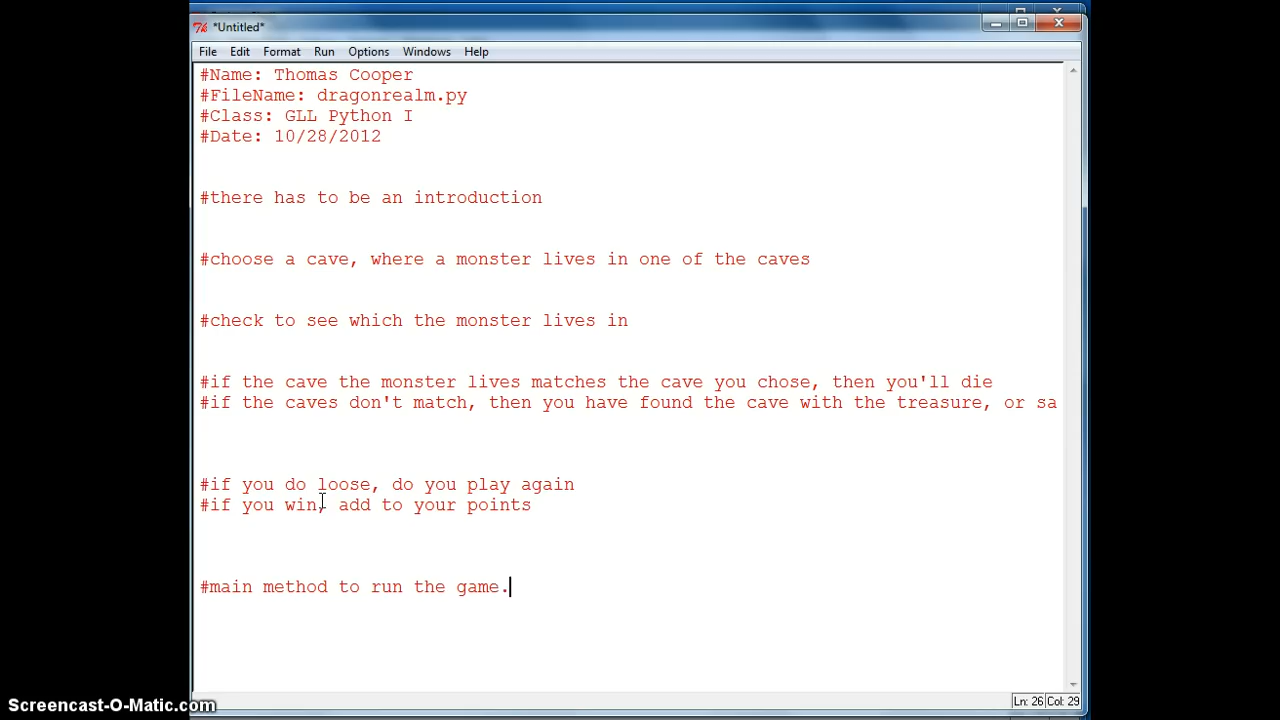 *Untitled*
File Edit Format Run Options Windows Help
#Name: Thomas Cooper
#FileName: dragonrealm.py
#Class: GLL Python I
#Date: 10/28/2012
#there has to be an introduction
#choose a cave, where a monster lives in one of the caves
#check to see which the monster lives in
#if the cave the monster lives matches the cave you chose, then you'll die
#if the caves don't match, then you have found the cave with the treasure, or sa
#if you do loose, do you play again
#if you win, add to your points
#main method to run the game.
Ln: 26 Col: 29
Screencast-O-Matic.com